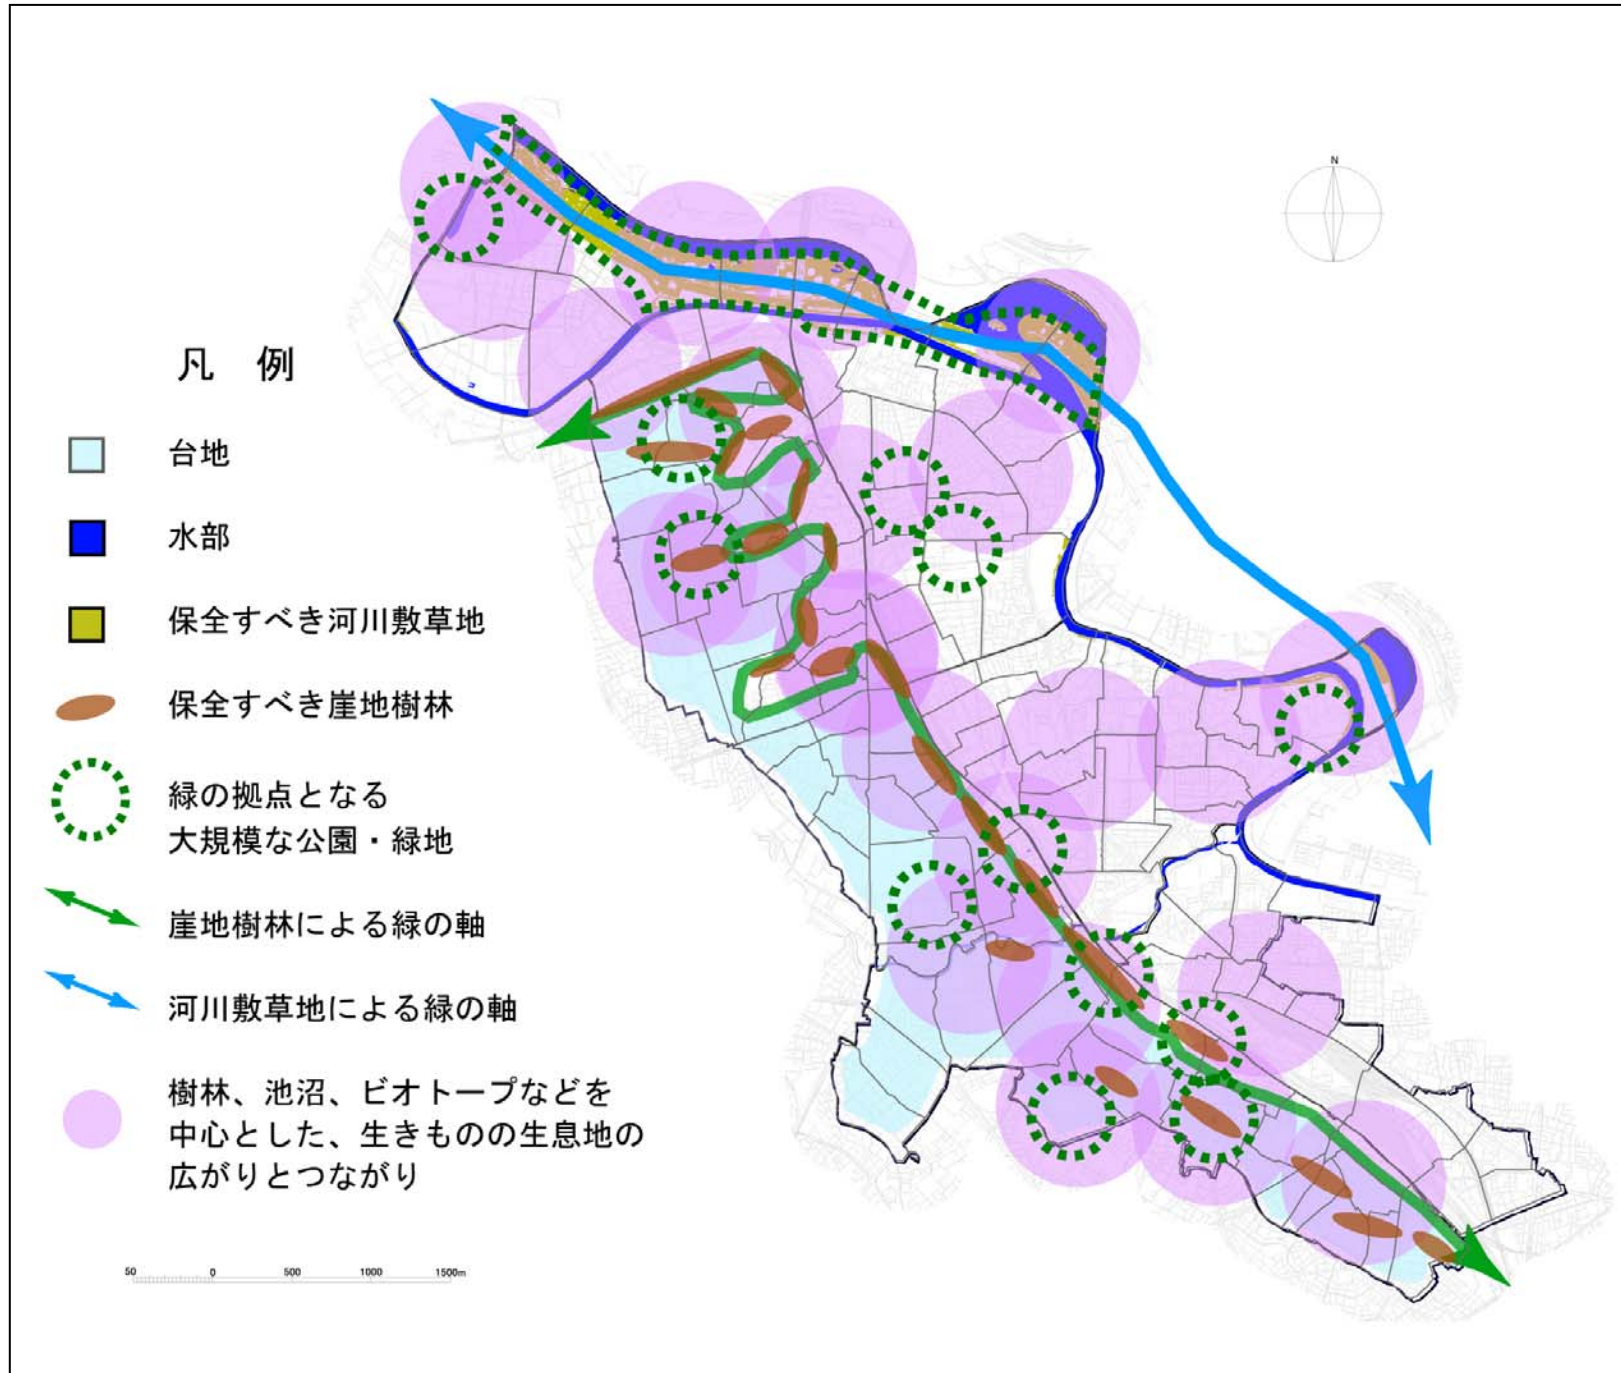 N
凡 例
台地
水部
保全すべき河川敷草地
保全すべき崖地樹林
緑の拠点となる
大規模な公園・緑地
崖地樹林による緑の軸
河川敷草地による緑の軸
樹林、池沼、ビオトープなどを
中心とした、生きものの生息地の
広がりとつながり
50 0 500 1000 1500m